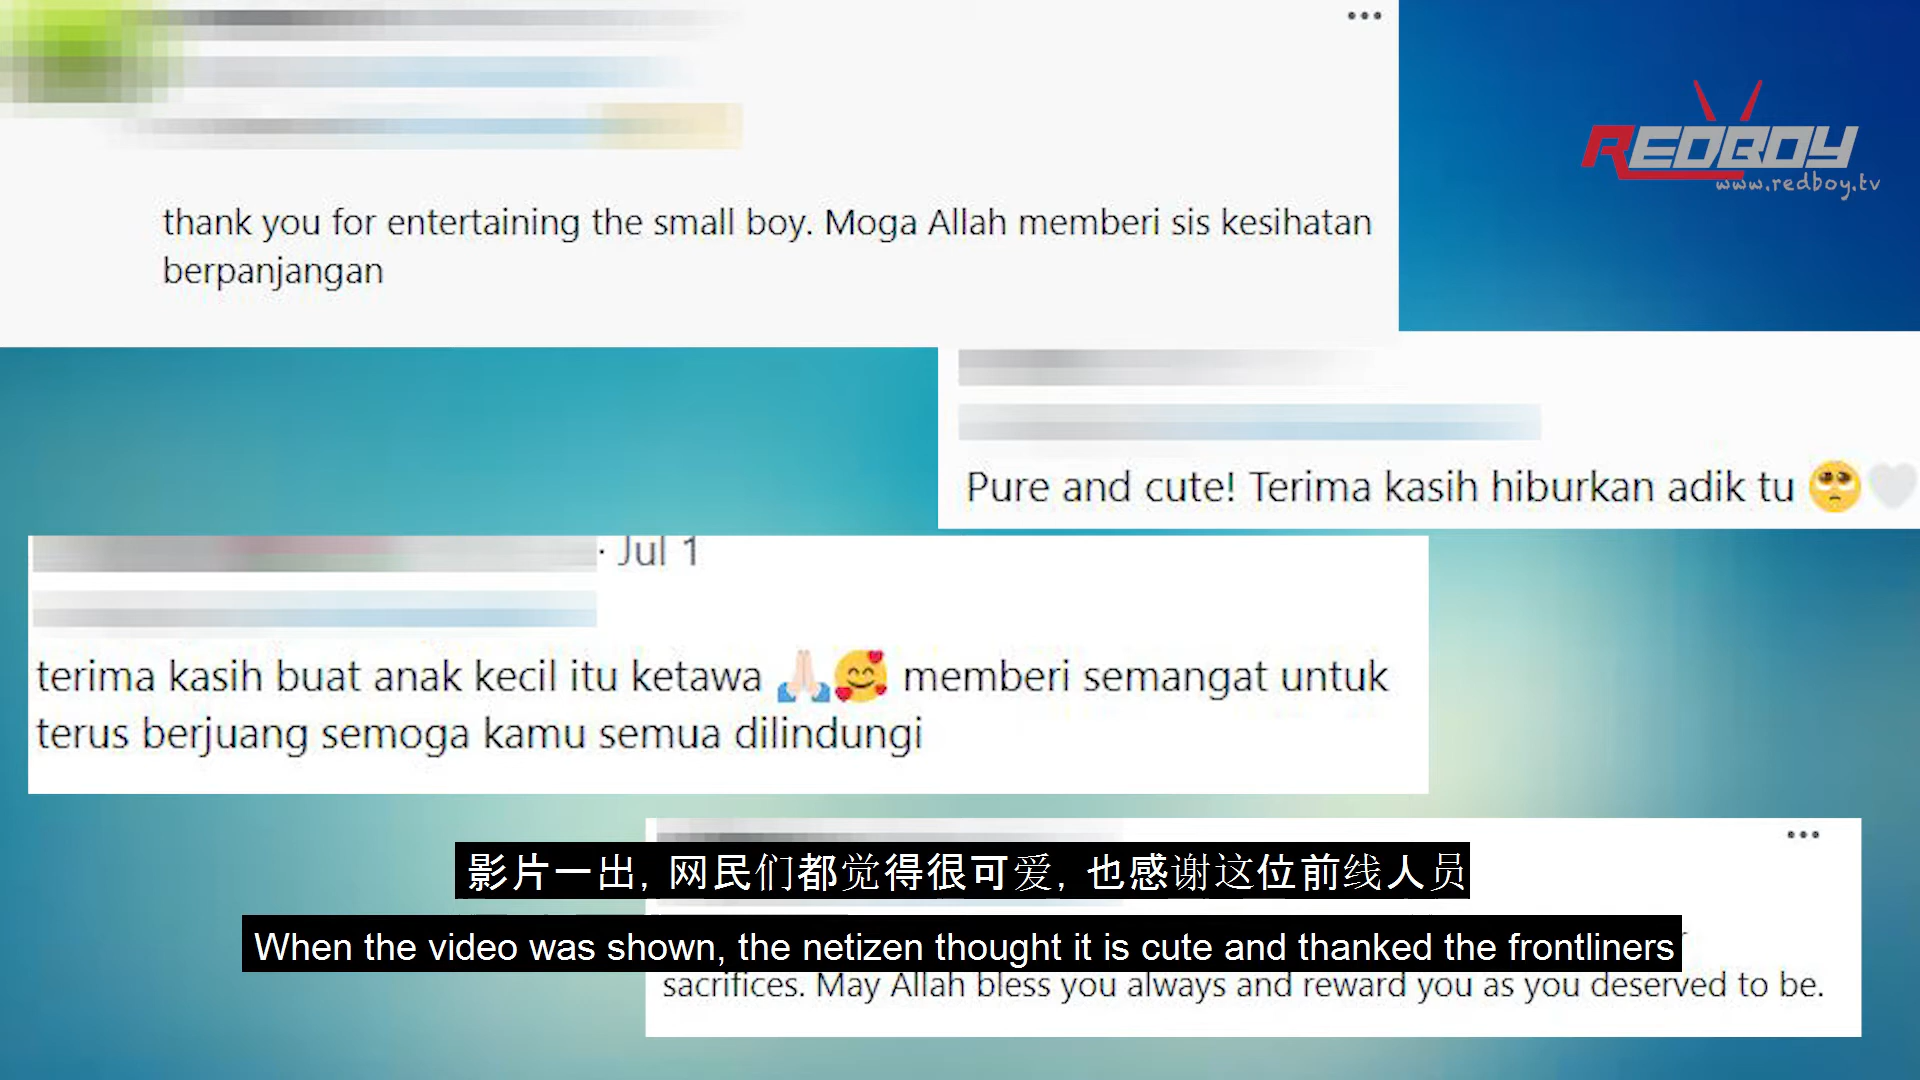 REDBOY
www.redboy.tv
thank you for entertaining the small boy. Moga Allah memberi sis kesihatan
berpanjangan
Pure and cute! Terima kasih hiburkan adik tu 🥺🤍
· Jul 1
terima kasih buat anak kecil itu ketawa 🙏🏻🥰 memberi semangat untuk
terus berjuang semoga kamu semua dilindungi
影片一出, 网民们都觉得很可爱, 也感谢这位前线人员
When the video was shown, the netizen thought it is cute and thanked the frontliners
sacrifices. May Allah bless you always and reward you as you deserved to be.